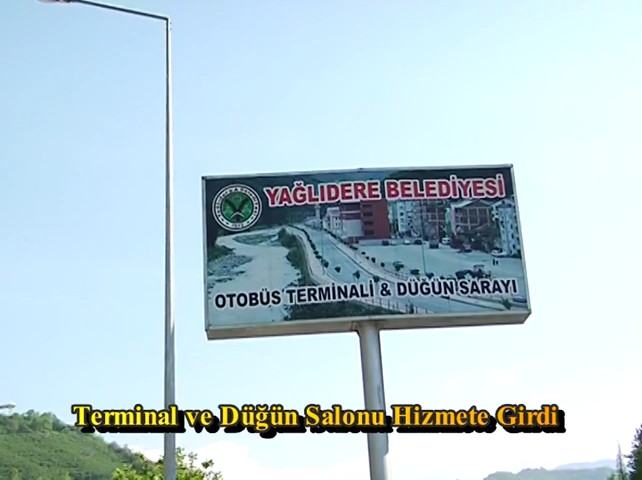 YAĞLIDERE BELEDİYESİ
OTOBÜS TERMİNALİ & DÜĞÜN SARAYI
Terminal ve Düğün Salonu Hizmete Girdi